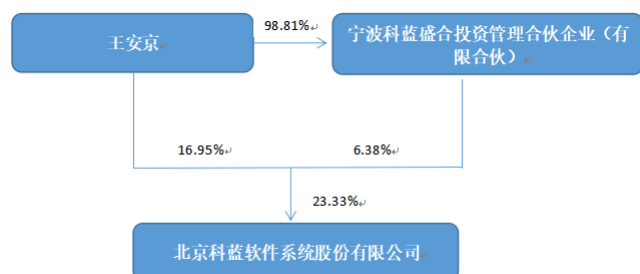 98.81%
王安京
宁波科蓝盛合投资管理合伙企业（有
限合伙）
16.95%
6.38%
23.33%
北京科蓝软件系统股份有限公司